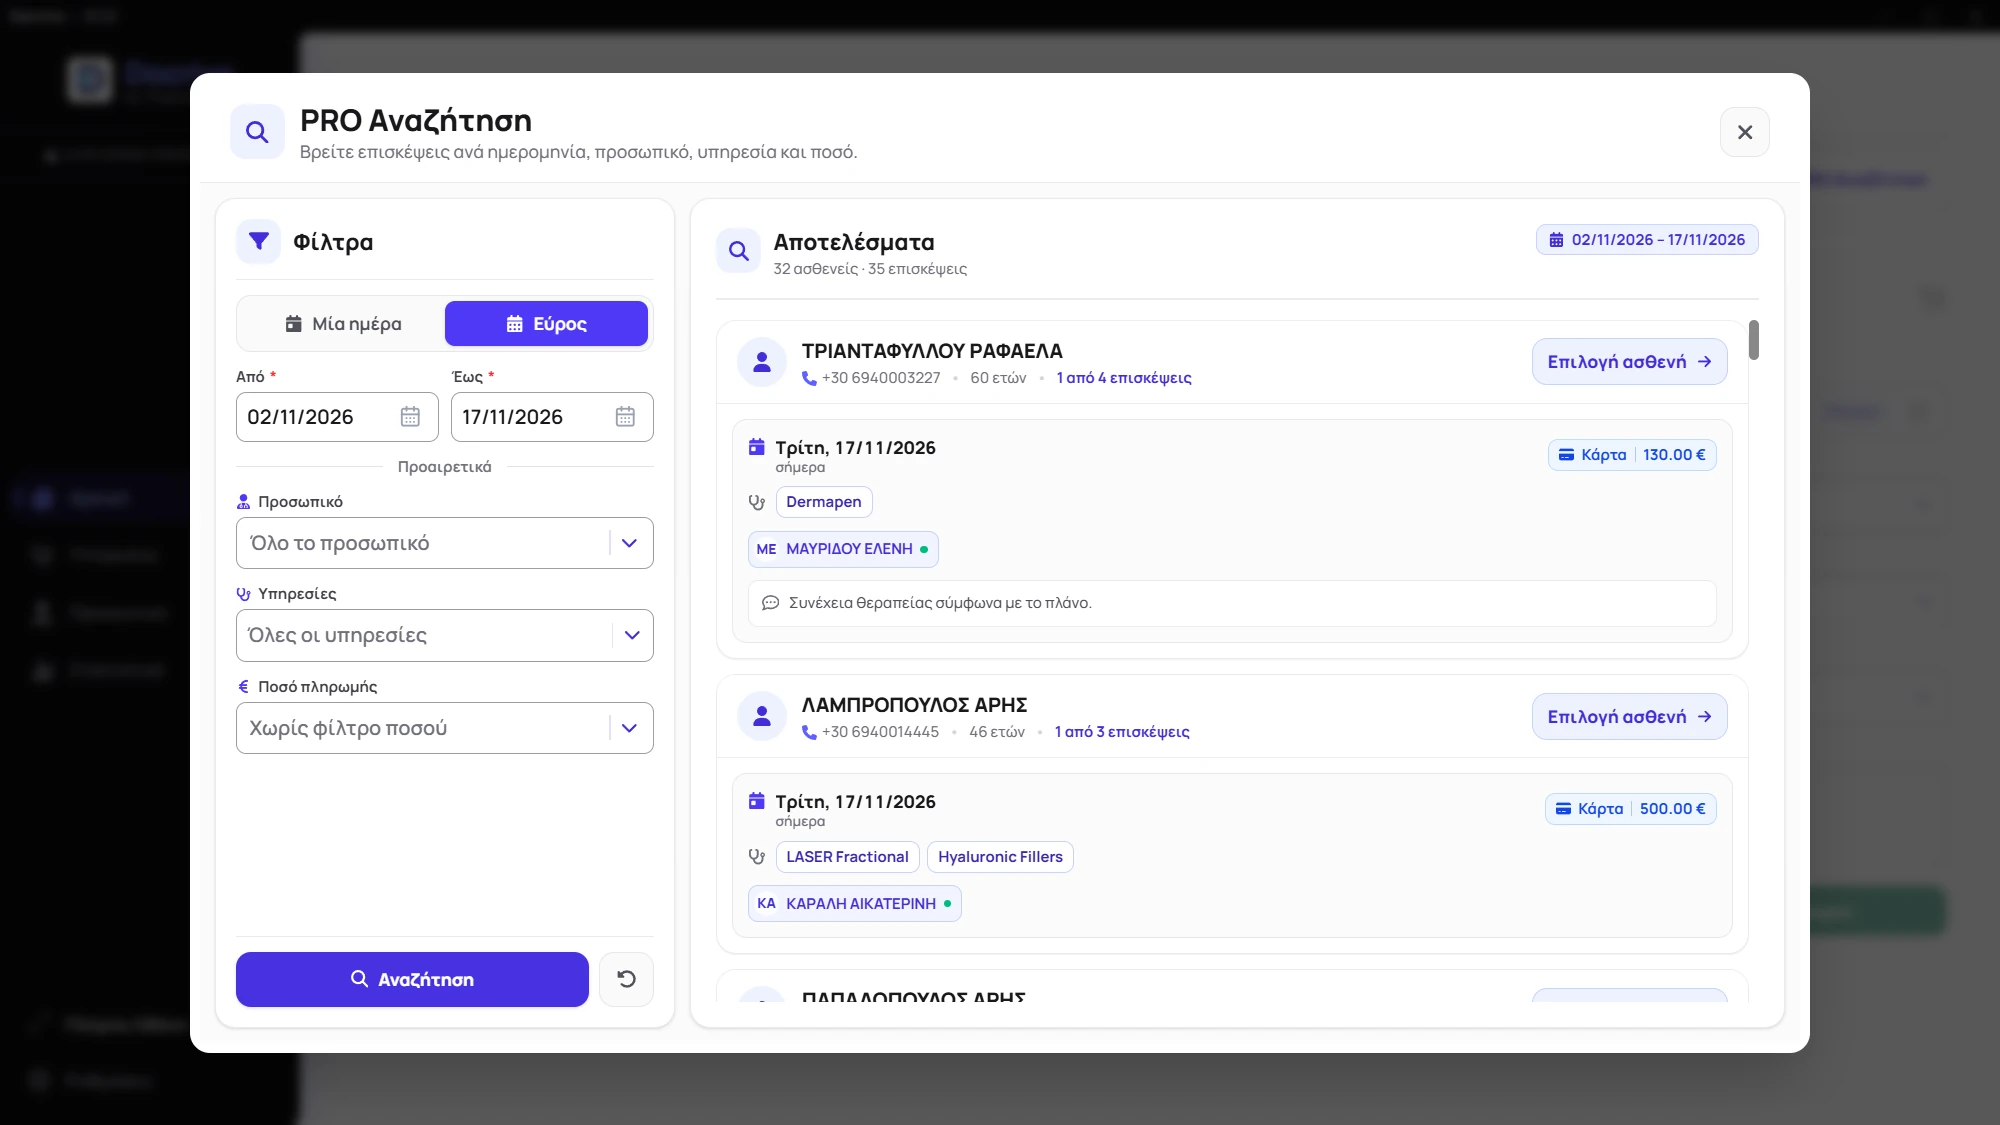 PRO Αναζήτηση
Βρείτε επισκέψεις ανά ημερομηνία, προσωπικό, υπηρεσία και ποσό.
Φίλτρα
Μία ημέρα
Εύρος
Από *
Έως *
02/11/2026
17/11/2026
Προαιρετικά
Προσωπικό
Όλο το προσωπικό
Υπηρεσίες
Όλες οι υπηρεσίες
Ποσό πληρωμής
Χωρίς φίλτρο ποσού
Αναζήτηση
Αποτελέσματα
32 ασθενείς · 35 επισκέψεις
02/11/2026 – 17/11/2026
ΤΡΙΑΝΤΑΦΥΛΛΟΥ ΡΑΦΑΕΛΑ
+30 6940003227 • 60 ετών • 1 από 4 επισκέψεις
Επιλογή ασθενή →
Τρίτη, 17/11/2026
σήμερα
Κάρτα | 130.00 €
Dermapen
ΜΕ ΜΑΥΡΙΔΟΥ ΕΛΕΝΗ
Συνέχεια θεραπείας σύμφωνα με το πλάνο.
ΛΑΜΠΡΟΠΟΥΛΟΣ ΑΡΗΣ
+30 6940014445 • 46 ετών • 1 από 3 επισκέψεις
Επιλογή ασθενή →
Τρίτη, 17/11/2026
σήμερα
Κάρτα | 500.00 €
LASER Fractional
Hyaluronic Fillers
ΚΑ ΚΑΡΑΛΗ ΑΙΚΑΤΕΡΙΝΗ
ΠΑΠΑΔΟΠΟΥΛΟΣ ΑΡΗΣ